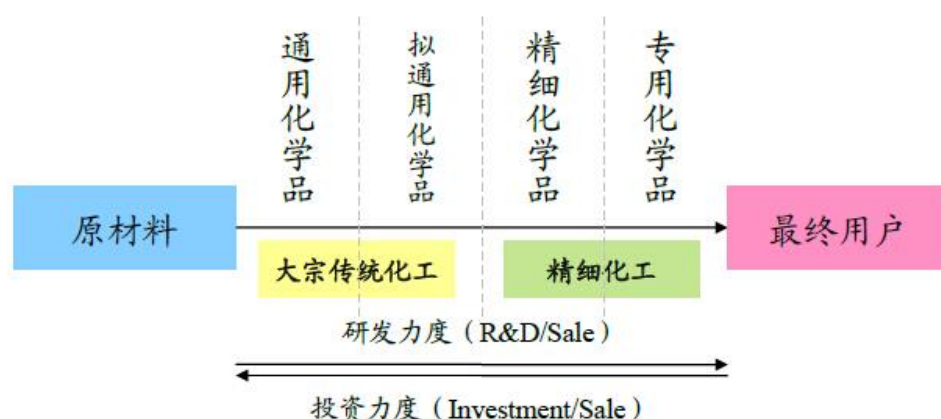 通用化学品
拟通用化学品
精细化学品
专用化学品
原材料
最终用户
大宗传统化工
精细化工
研发力度（R&D/Sale）
投资力度（Investment/Sale）